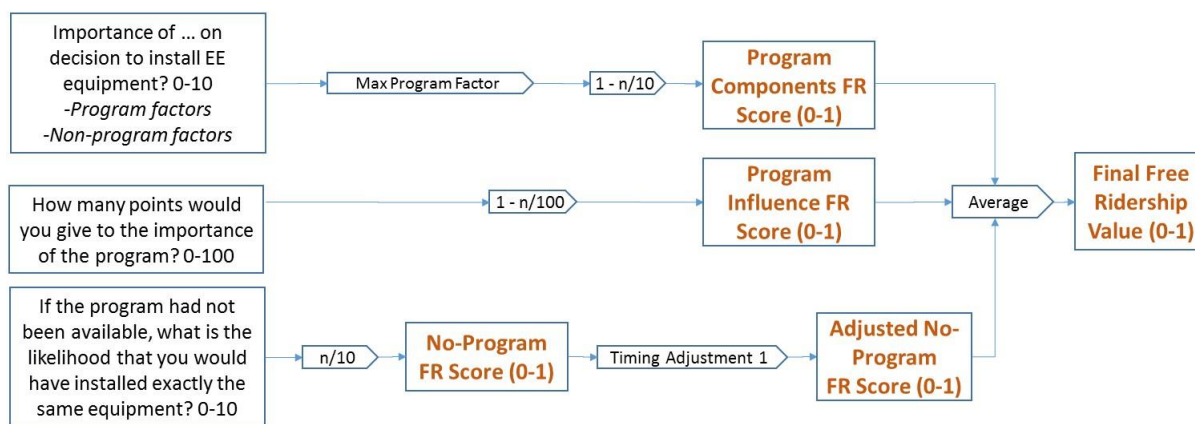 Importance of ... on
decision to install EE
equipment? 0-10
-Program factors
-Non-program factors
Max Program Factor
1 - n/10
Program
Components FR
Score (0-1)
How many points would
you give to the importance
of the program? 0-100
1 - n/100
Program
Influence FR
Score (0-1)
Average
Final Free
Ridership
Value (0-1)
If the program had not
been available, what is the
likelihood that you would
have installed exactly the
same equipment? 0-10
n/10
No-Program
FR Score (0-1)
Timing Adjustment 1
Adjusted No-
Program
FR Score (0-1)